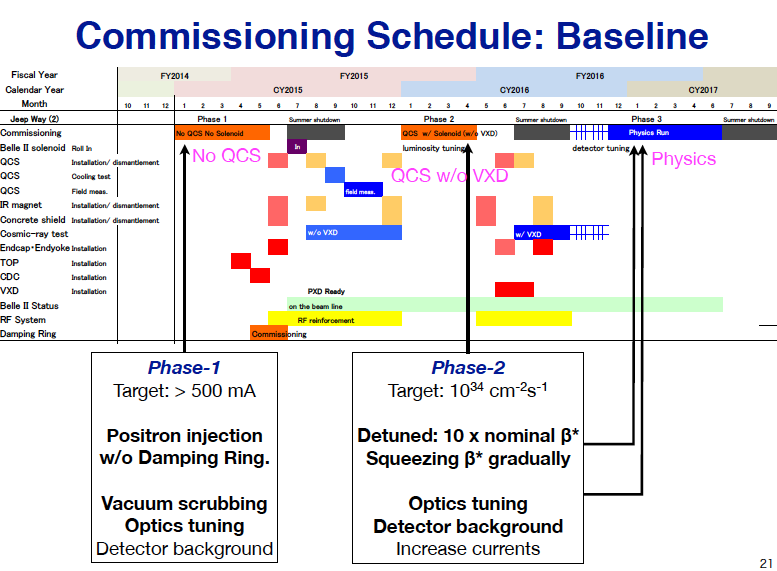 Commissioning Schedule: Baseline
Fiscal Year FY2014 FY2015 FY2016
Calendar Year CY2015 CY2016 CY2017
Month 10 11 12 1 2 3 4 5 6 7 8 9 10 11 12 1 2 3 4 5 6 7 8 9 10 11 12 1 2 3 4 5 6 7 8 9
Jeep Way (2) Phase 1 Summer shutdown Phase 2 Summer shutdown Phase 3 Summer shutdown
Commissioning No QCS No Solenoid QCS w/ Solenoid (w/o VXD) Physics Run
Belle II solenoid Roll In In luminosity tuning detector tuning
No QCS Physics
QCS Installation/ dismantlement
QCS Cooling test QCS w/o VXD
QCS Field meas. field meas.
IR magnet Installation/ dismantlement
Concrete shield Installation/ dismantlement
Cosmic-ray test w/o VXD w/ VXD
Endcap・Endyoke Installation
TOP Installation
CDC Installation
VXD Installation PXD Ready
Belle II Status on the beam line
RF System RF reinforcement
Damping Ring Commissioning
Phase-1
Target: > 500 mA
Positron injection
w/o Damping Ring.
Vacuum scrubbing
Optics tuning
Detector background
Phase-2
Target: 10³⁴ cm⁻²s⁻¹
Detuned: 10 x nominal β*
Squeezing β* gradually
Optics tuning
Detector background
Increase currents
21